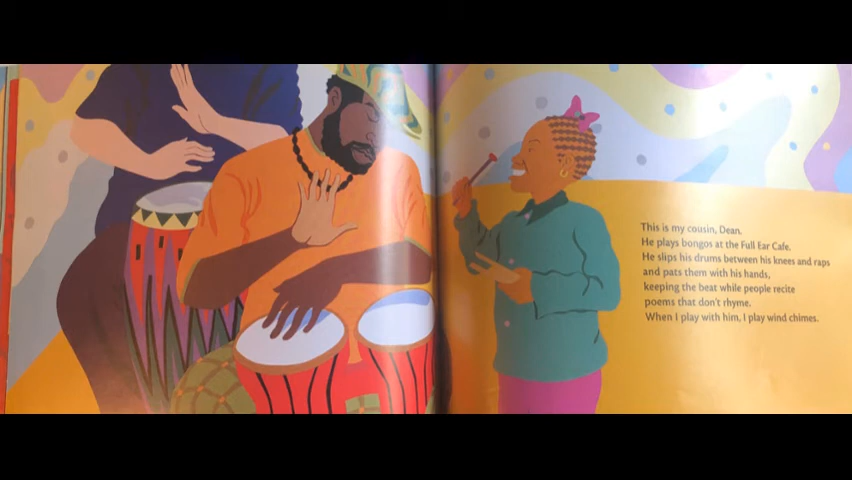 This is my cousin, Dean.
He plays bongos at the Full Ear Cafe.
He slips his drums between his knees and raps
and pats them with his hands,
keeping the beat while people recite
poems that don't rhyme.
When I play with him, I play wind chimes.